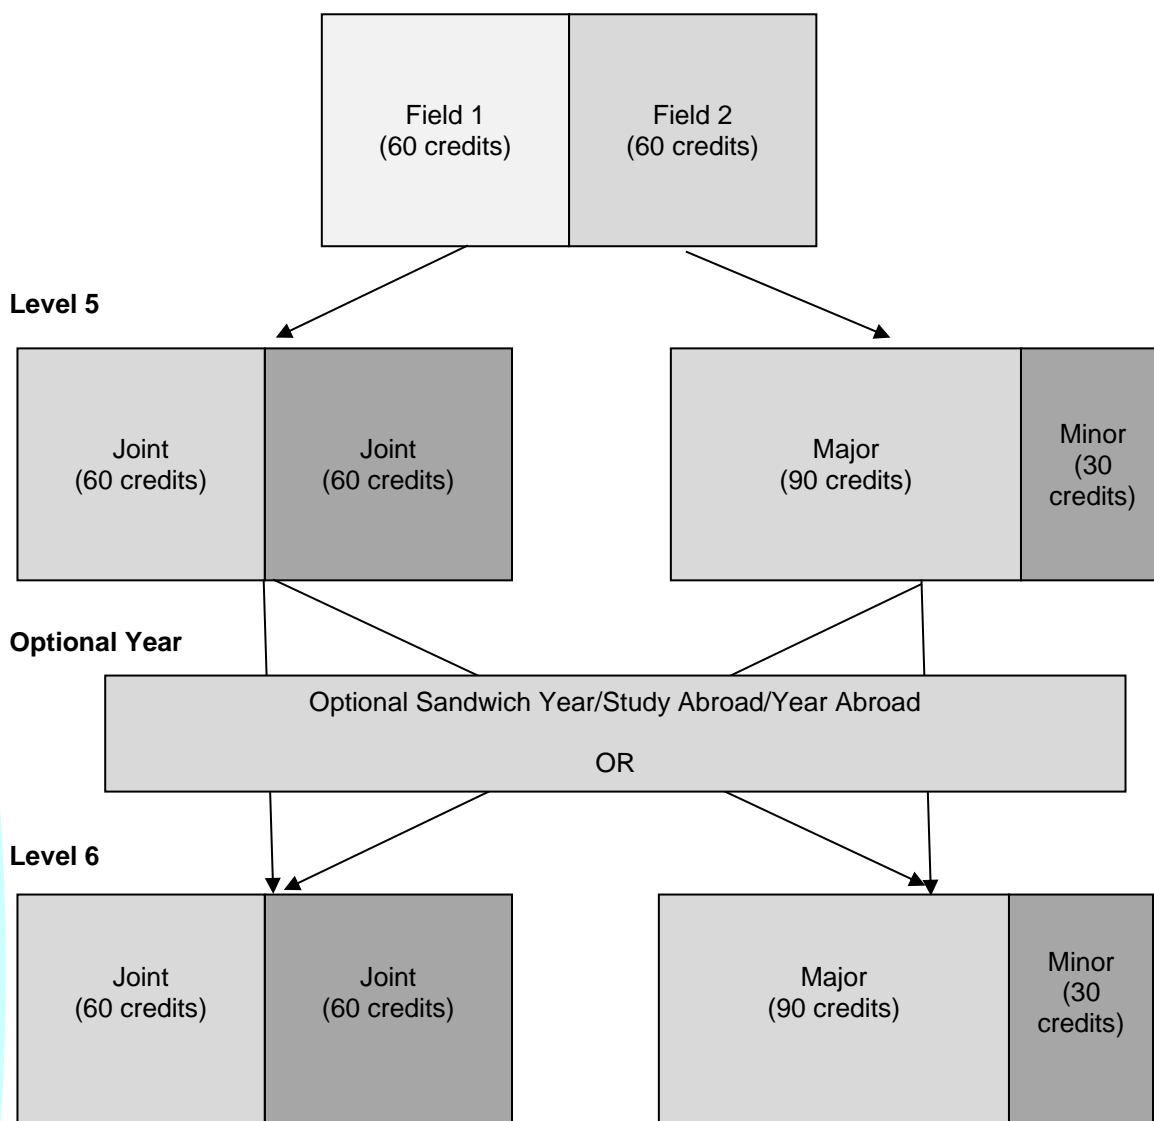 Field 1
(60 credits)
Field 2
(60 credits)
Level 5
Joint
(60 credits)
Joint
(60 credits)
Major
(90 credits)
Minor
(30
credits)
Optional Year
Optional Sandwich Year/Study Abroad/Year Abroad
OR
Level 6
Joint
(60 credits)
Joint
(60 credits)
Major
(90 credits)
Minor
(30
credits)